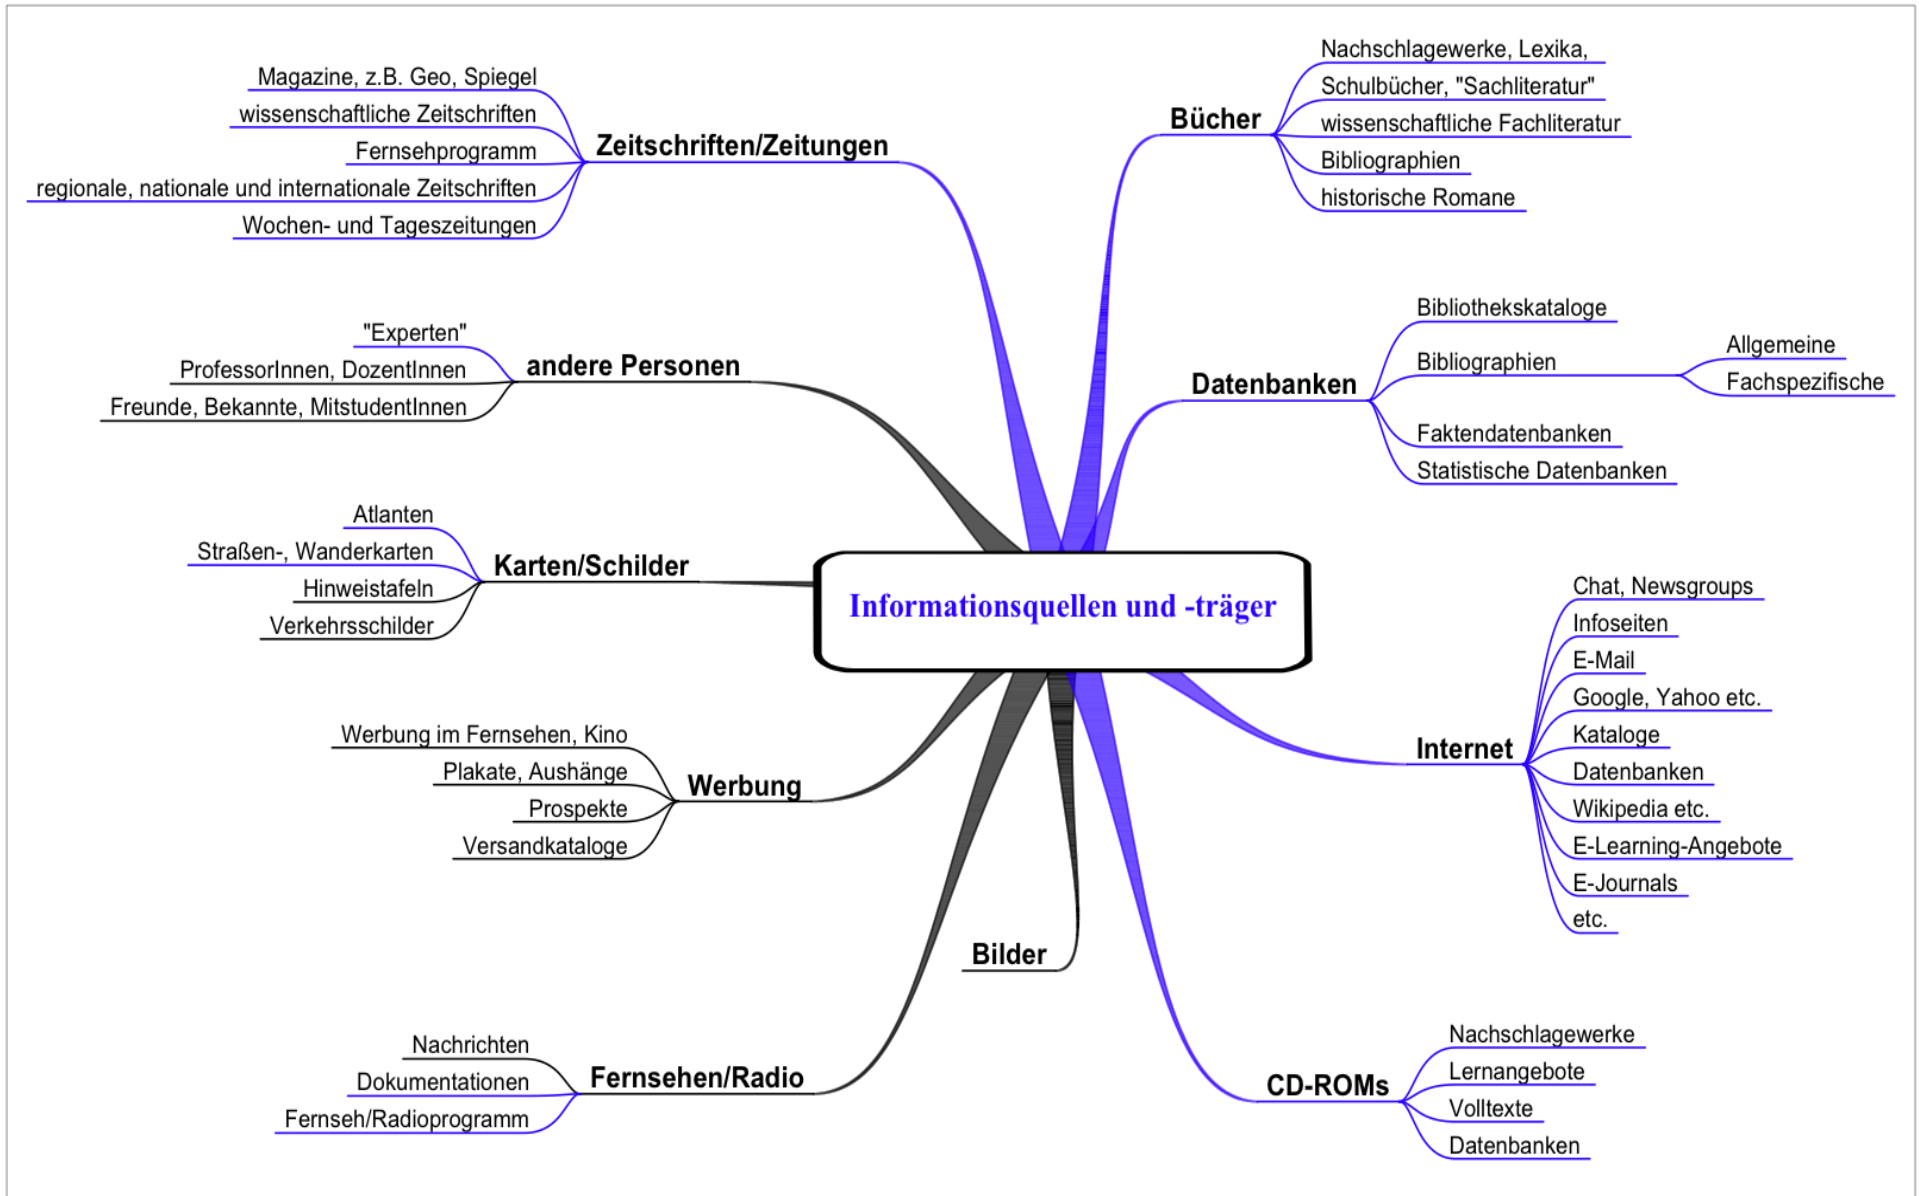 Informationsquellen und -träger
Zeitschriften/Zeitungen
Magazine, z.B. Geo, Spiegel
wissenschaftliche Zeitschriften
Fernsehprogramm
regionale, nationale und internationale Zeitschriften
Wochen- und Tageszeitungen
andere Personen
"Experten"
ProfessorInnen, DozentInnen
Freunde, Bekannte, MitstudentInnen
Karten/Schilder
Atlanten
Straßen-, Wanderkarten
Hinweistafeln
Verkehrsschilder
Werbung
Werbung im Fernsehen, Kino
Plakate, Aushänge
Prospekte
Versandkataloge
Fernsehen/Radio
Nachrichten
Dokumentationen
Fernseh/Radioprogramm
Bilder
Bücher
Nachschlagewerke, Lexika,
Schulbücher, "Sachliteratur"
wissenschaftliche Fachliteratur
Bibliographien
historische Romane
Datenbanken
Bibliothekskataloge
Bibliographien
Allgemeine
Fachspezifische
Faktendatenbanken
Statistische Datenbanken
Internet
Chat, Newsgroups
Infoseiten
E-Mail
Google, Yahoo etc.
Kataloge
Datenbanken
Wikipedia etc.
E-Learning-Angebote
E-Journals
etc.
CD-ROMs
Nachschlagewerke
Lernangebote
Volltexte
Datenbanken